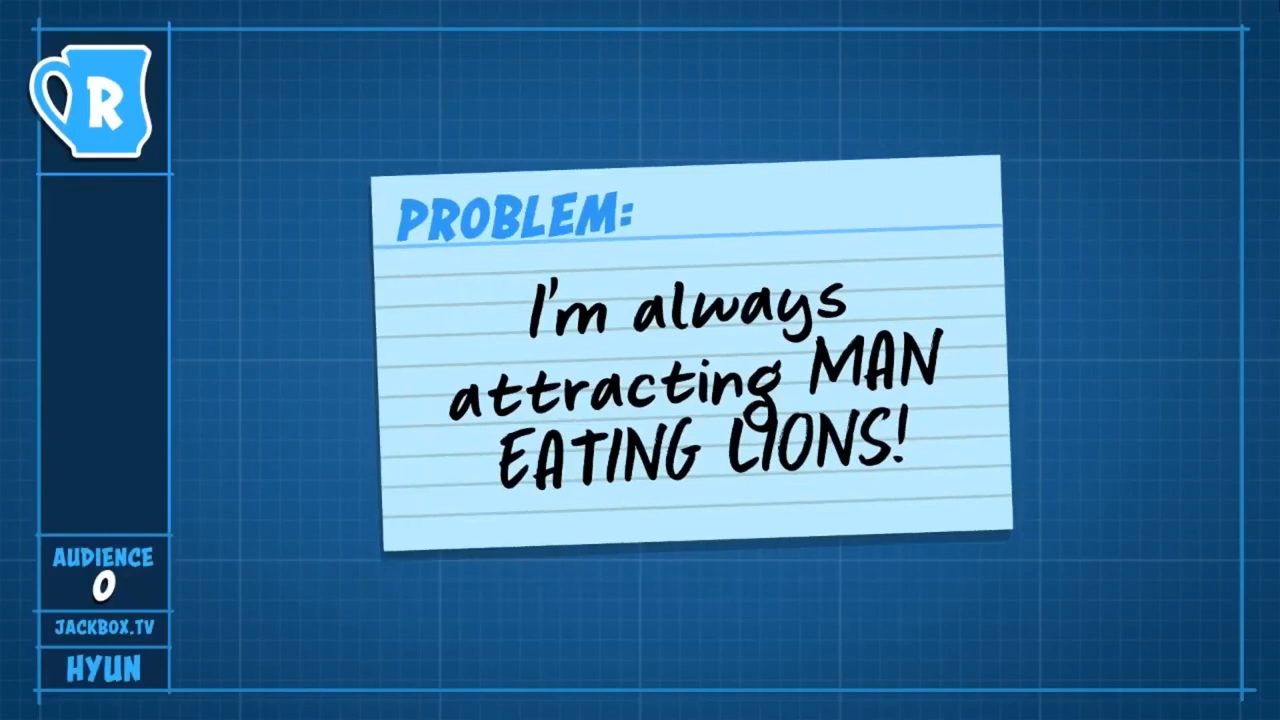 R
PROBLEM:
I'm always
attracting MAN
EATING LIONS!
AUDIENCE
0
JACKBOX.TV
HYUN